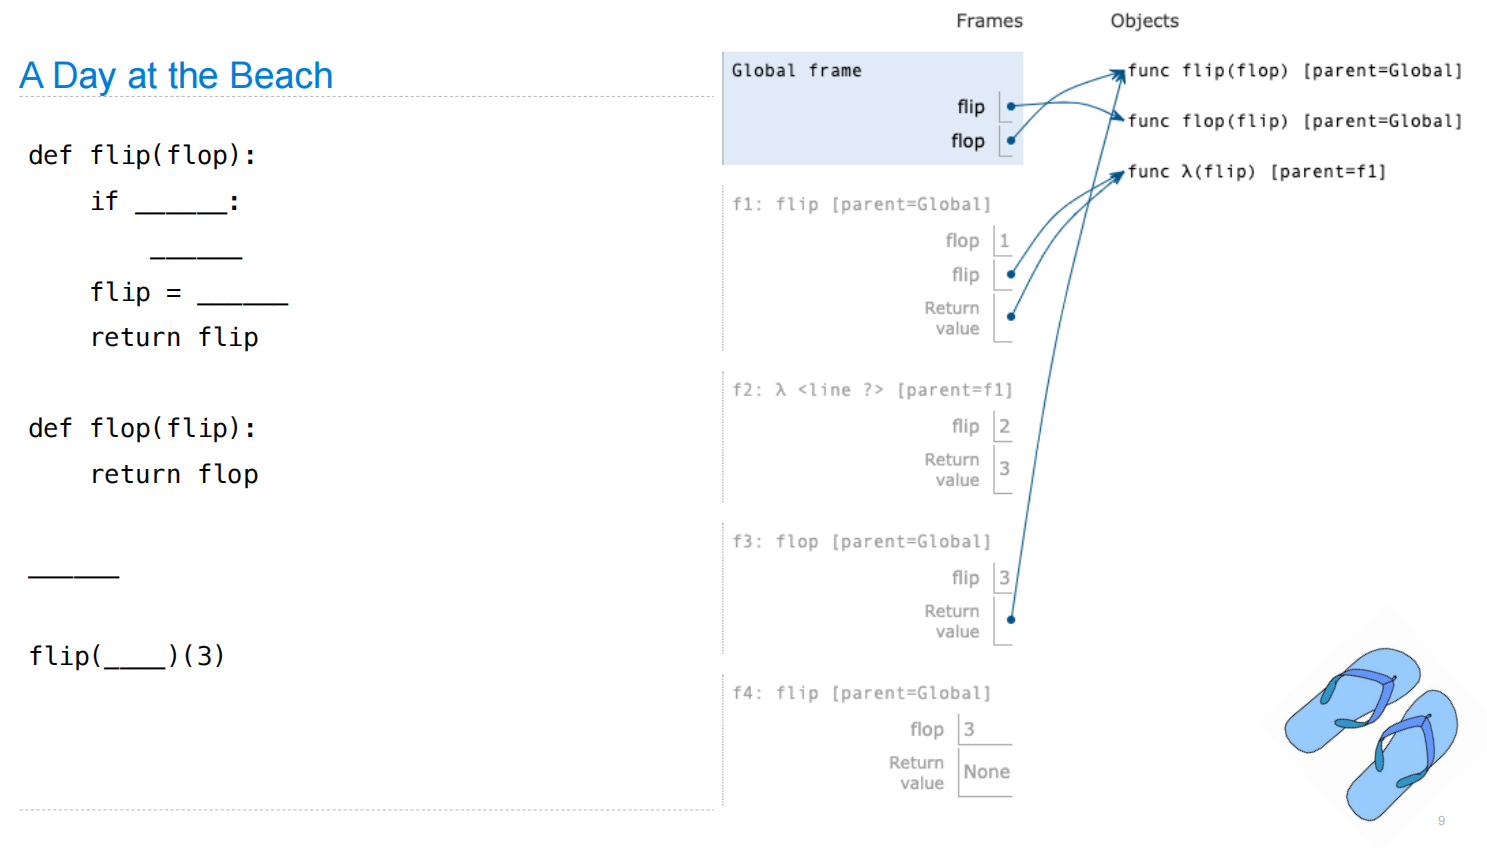 A Day at the Beach
def flip(flop):
    if ______:
        ______
    flip = ______
    return flip
def flop(flip):
    return flop
______
flip(____)(3)
Frames
Objects
Global frame
flip
flop
func flip(flop) [parent=Global]
func flop(flip) [parent=Global]
func λ(flip) [parent=f1]
f1: flip [parent=Global]
flop 1
flip
Return
value
f2: λ <line ?> [parent=f1]
flip 2
Return
value 3
f3: flop [parent=Global]
flip 3
Return
value
f4: flip [parent=Global]
flop 3
Return
value None
9